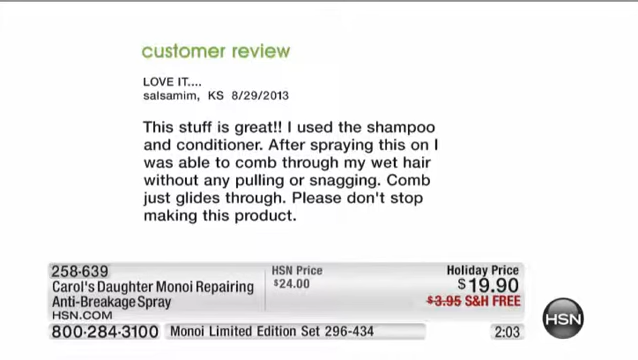 customer review
LOVE IT....
salsamim, KS 8/29/2013
This stuff is great!! I used the shampoo
and conditioner. After spraying this on I
was able to comb through my wet hair
without any pulling or snagging. Comb
just glides through. Please don't stop
making this product.
258-639
Carol's Daughter Monoi Repairing
Anti-Breakage Spray
HSN.COM
HSN Price
$24.00
Holiday Price
$19.90
$3.95 S&H FREE
800-284-3100 Monoi Limited Edition Set 296-434 2:03
HSN